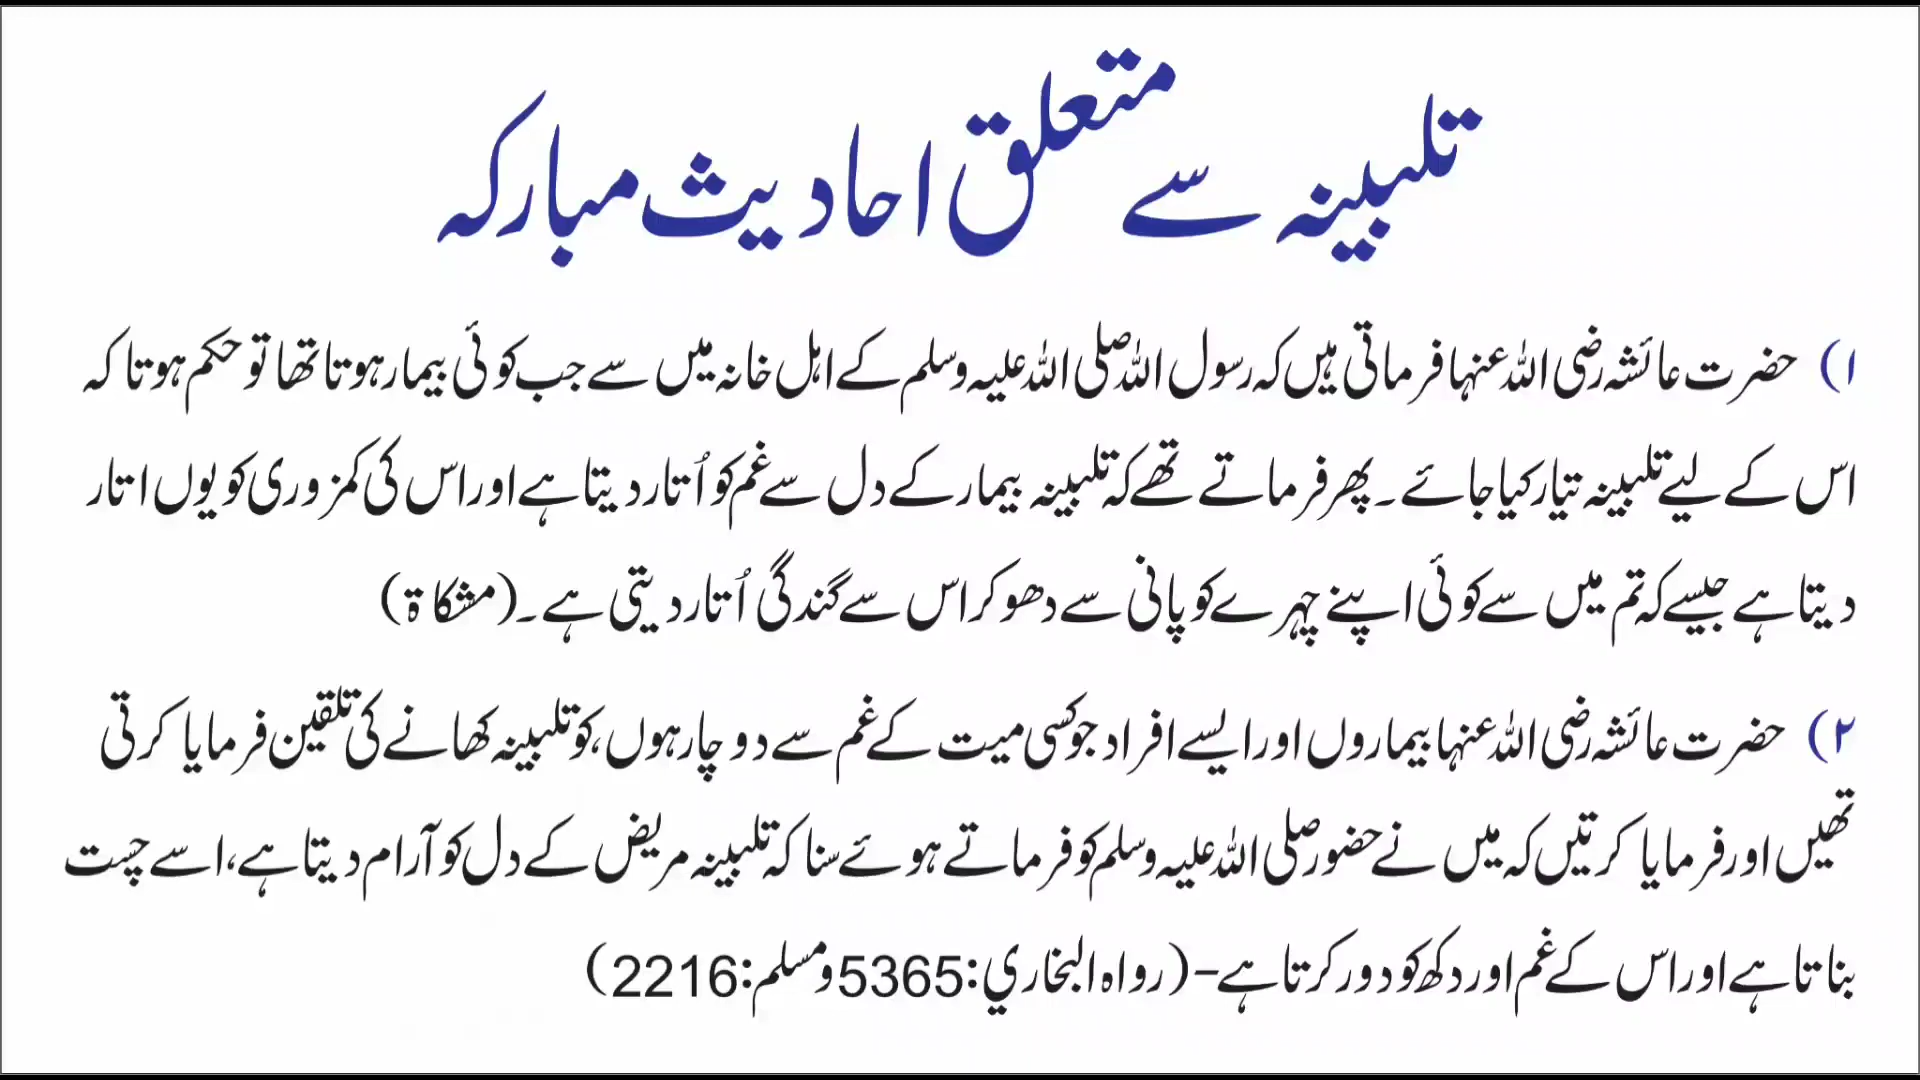 تلبینہ سے متعلق احادیث مبارکہ
۱) حضرت عائشہ رضی اللہ عنہا فرماتی ہیں کہ رسول اللہ صلی اللہ علیہ وسلم کے اہل خانہ میں سے جب کوئی بیمار ہوتا تھا تو حکم ہوتا کہ
اس کے لیے تلبینہ تیار کیا جائے۔ پھر فرماتے تھے کہ تلبینہ بیمار کے دل سے غم کو اُتار دیتا ہے اور اس کی کمزوری کو یوں اتار
دیتا ہے جیسے کہ تم میں سے کوئی اپنے چہرے کو پانی سے دھو کر اس سے گندگی اُتار دیتی ہے۔ (مشکاۃ)
۲) حضرت عائشہ رضی اللہ عنہا بیماروں اور ایسے افراد جو کسی میت کے غم سے دوچار ہوں، کو تلبینہ کھانے کی تلقین فرمایا کرتی
تھیں اور فرمایا کرتیں کہ میں نے حضور صلی اللہ علیہ وسلم کو فرماتے ہوئے سنا کہ تلبینہ مریض کے دل کو آرام دیتا ہے، اسے چست
بناتا ہے اور اس کے غم اور دکھ کو دور کرتا ہے- (رواہ البخاري: 5365 و مسلم: 2216)